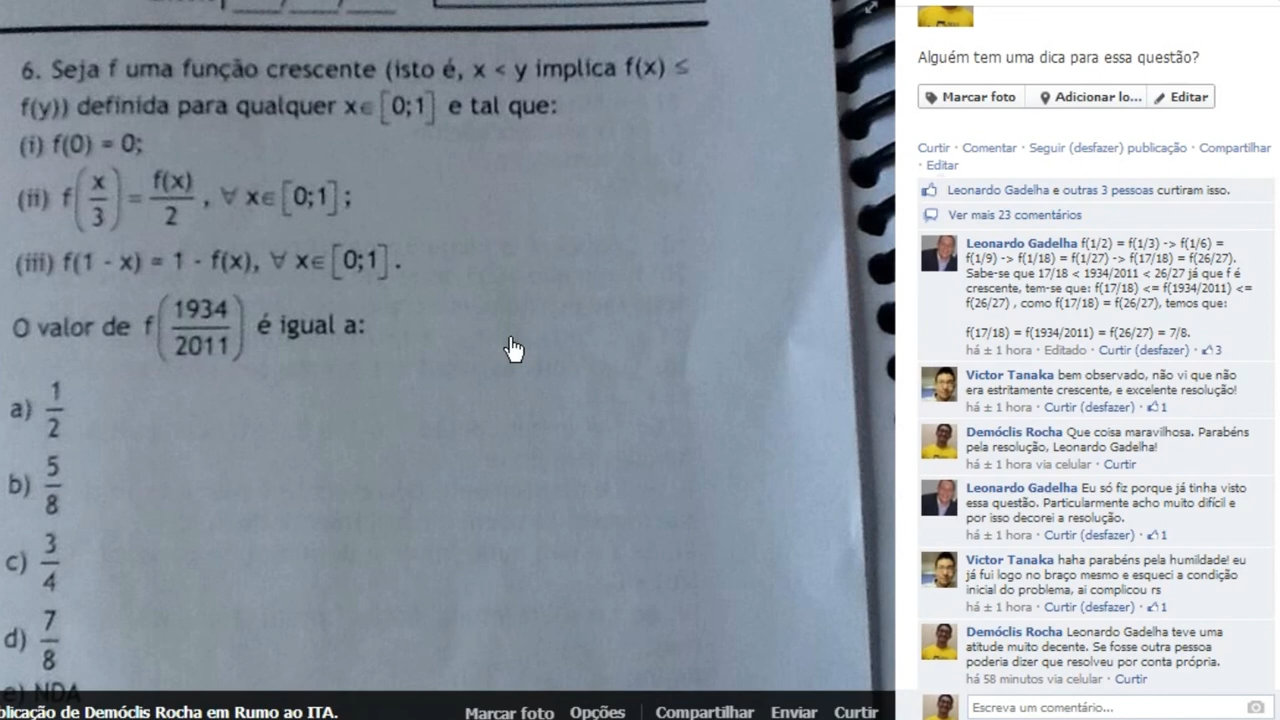 6. Seja f uma função crescente (isto é, x < y implica f(x) ≤
f(y)) definida para qualquer x∈[0;1] e tal que:
(i) f(0) = 0;
(ii) f(x/3) = f(x)/2, ∀ x∈[0;1];
(iii) f(1 - x) = 1 - f(x), ∀ x∈[0;1].
O valor de f(1934/2011) é igual a:
a) 1/2
b) 5/8
c) 3/4
d) 7/8
e) NDA
blicação de Demóclis Rocha em Rumo ao ITA.
Marcar foto Opções Compartilhar Enviar Curtir
Alguém tem uma dica para essa questão?
Marcar foto Adicionar lo... Editar
Curtir · Comentar · Seguir (desfazer) publicação · Compartilhar
· Editar
Leonardo Gadelha e outras 3 pessoas curtiram isso.
Ver mais 23 comentários
Leonardo Gadelha f(1/2) = f(1/3) -> f(1/6) =
f(1/9) -> f(1/18) = f(1/27) -> f(17/18) = f(26/27).
Sabe-se que 17/18 < 1934/2011 < 26/27 já que f é
crescente, tem-se que: f(17/18) <= f(1934/2011) <=
f(26/27) , como f(17/18) = f(26/27), temos que:
f(17/18) = f(1934/2011) = f(26/27) = 7/8.
há ± 1 hora · Editado · Curtir (desfazer) · 3
Victor Tanaka bem observado, não vi que não
era estritamente crescente, e excelente resolução!
há ± 1 hora · Curtir (desfazer) · 1
Demóclis Rocha Que coisa maravilhosa. Parabéns
pela resolução, Leonardo Gadelha!
há ± 1 hora via celular · Curtir
Leonardo Gadelha Eu só fiz porque já tinha visto
essa questão. Particularmente acho muito difícil e
por isso decorei a resolução.
há ± 1 hora · Curtir (desfazer) · 1
Victor Tanaka haha parabéns pela humildade! eu
já fui logo no braço mesmo e esqueci a condição
inicial do problema, ai complicou rs
há ± 1 hora · Curtir (desfazer) · 1
Demóclis Rocha Leonardo Gadelha teve uma
atitude muito decente. Se fosse outra pessoa
poderia dizer que resolveu por conta própria.
há 58 minutos via celular · Curtir
Escreva um comentário...